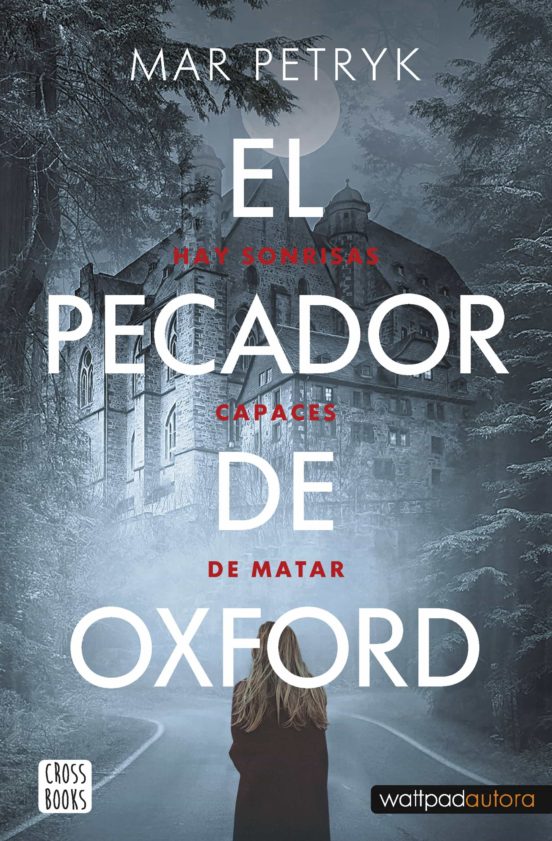 MAR PETRYK
EL
HAY SONRISAS
PECADOR
CAPACES
DE
DE MATAR
OXFORD
CROSS
BOOKS
wattpadautora